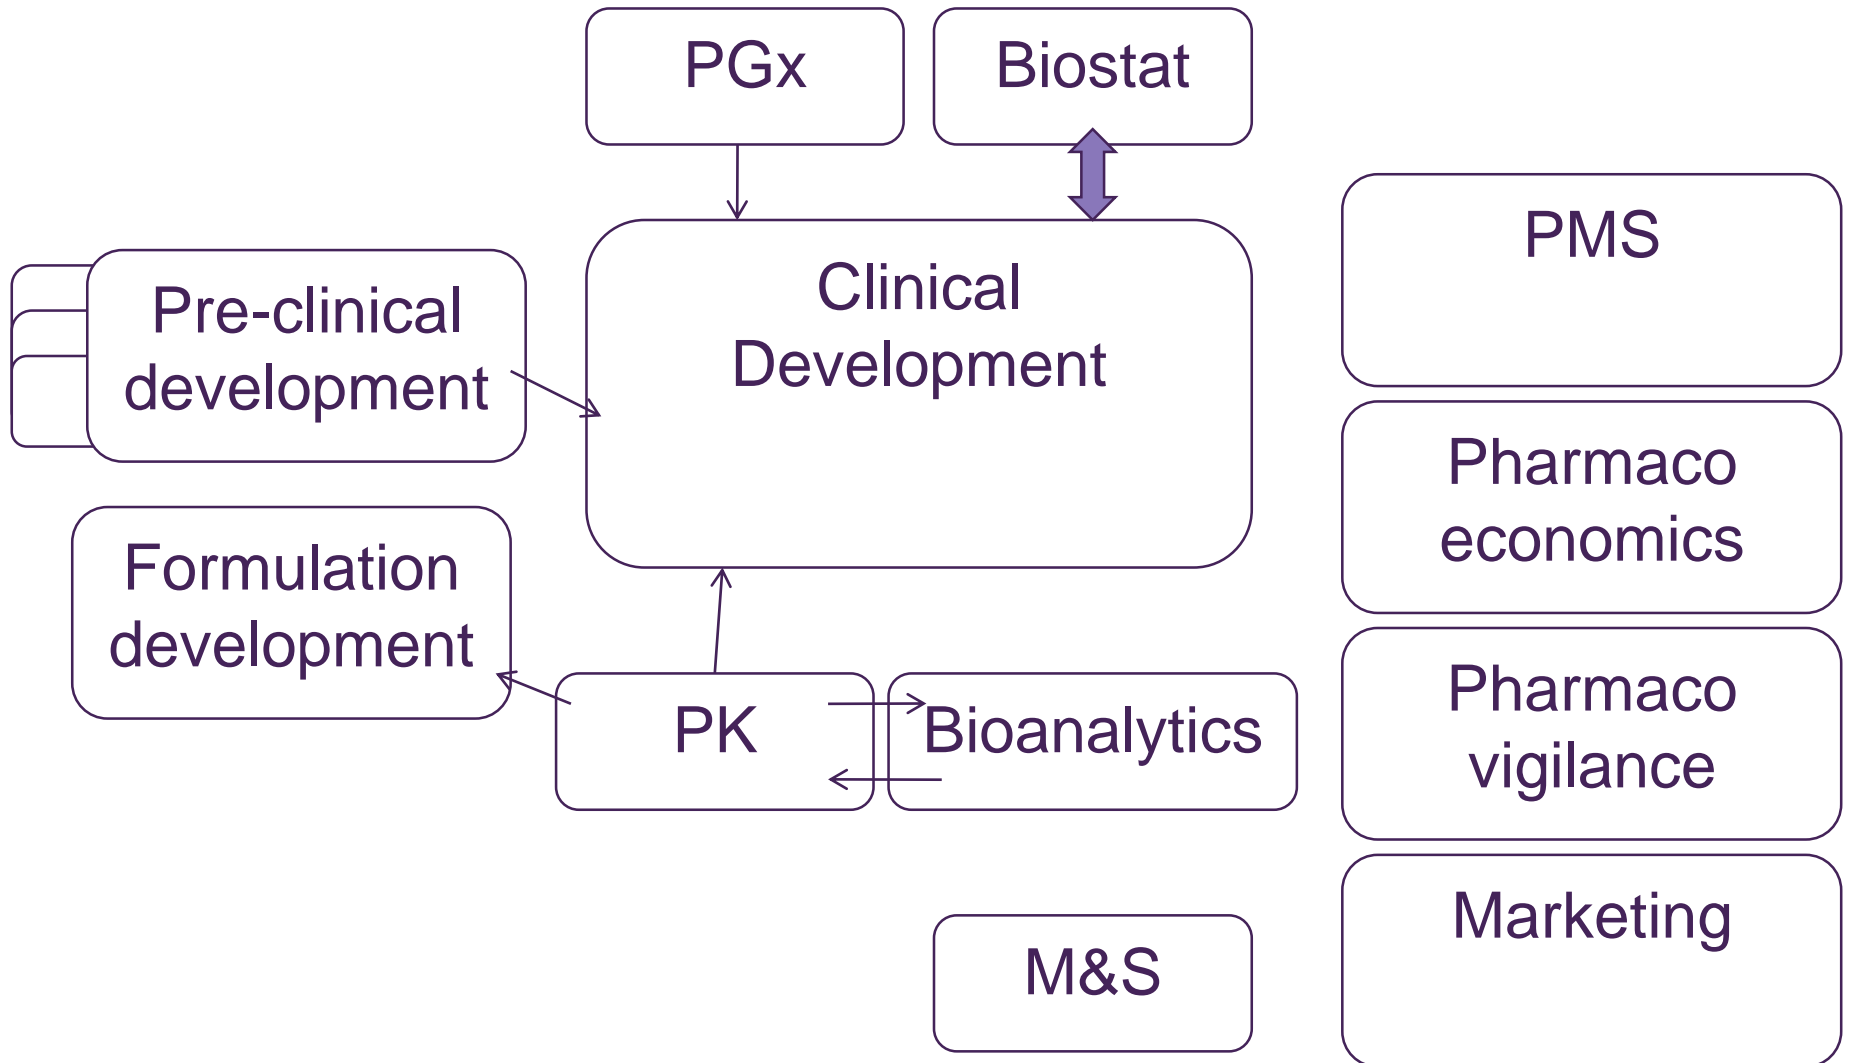 PGx
Biostat
PMS
Clinical
Development
Pre-clinical
development
Pharmaco
economics
Formulation
development
Pharmaco
vigilance
PK
Bioanalytics
Marketing
M&S